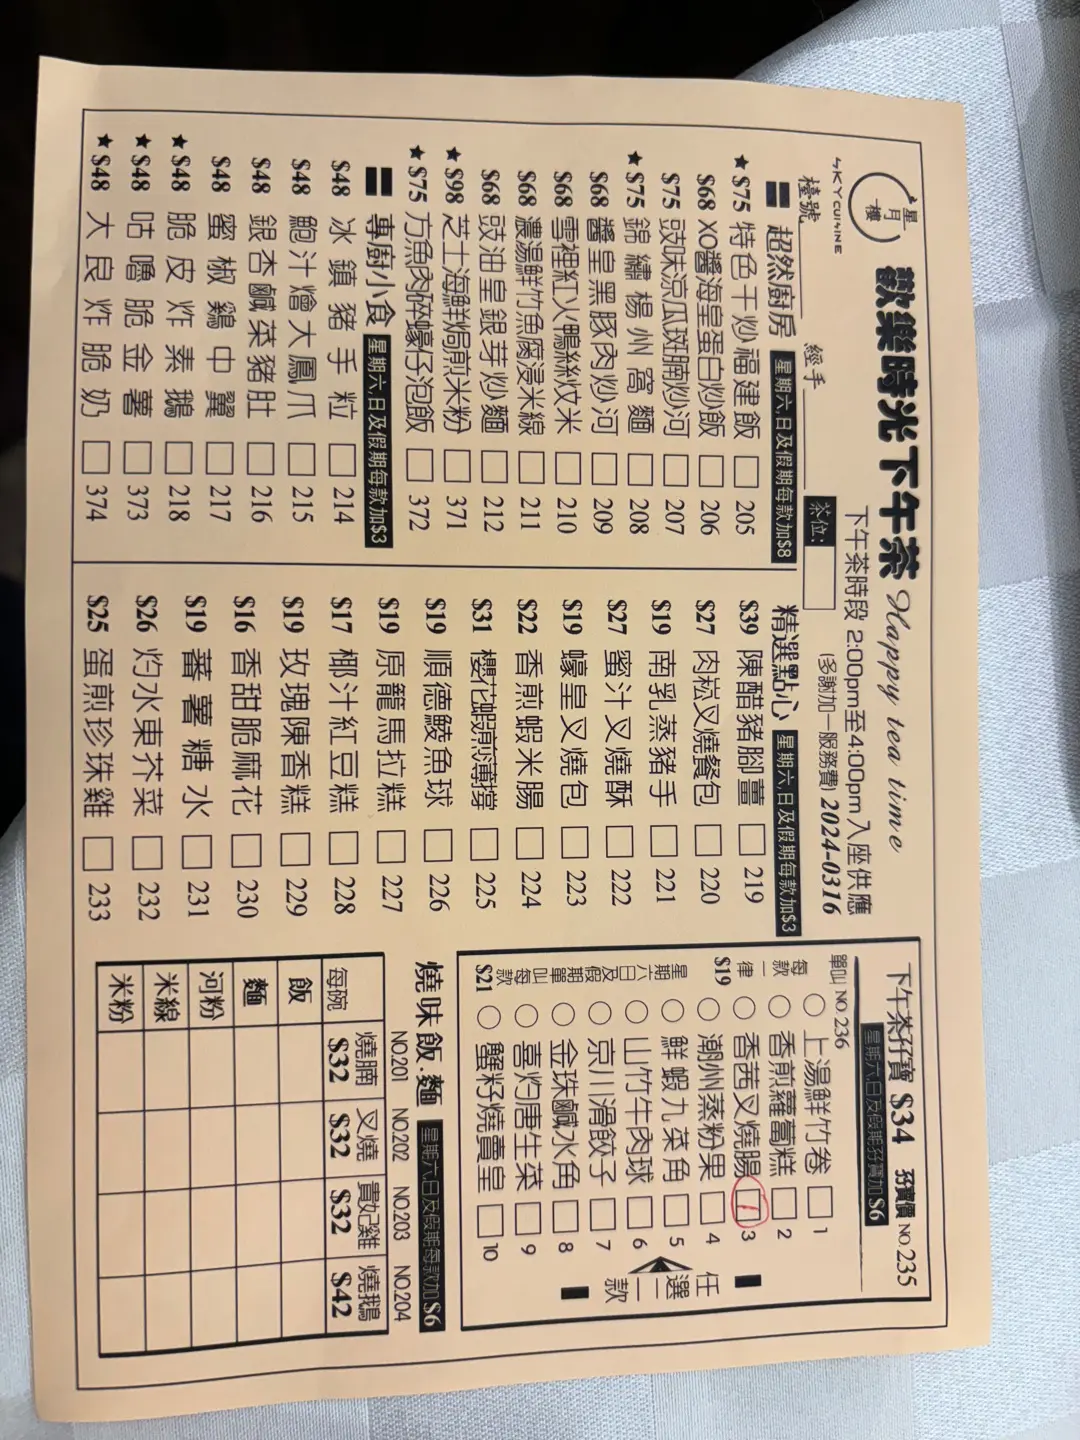 星月樓
SKY CUISINE
歡樂時光下午茶 Happy tea time
下午茶時段 2:00pm至4:00pm入座供應
(多謝加一服務費) 2024-0316
檯號 經手 茶位:
超然廚房 星期六,日及假期每款加$8
★ $75 特色干炒福建飯 205
$68 XO醬海皇蛋白炒飯 206
$75 豉味涼瓜斑腩炒河 207
★ $75 錦繡楊州窩麵 208
$68 醬皇黑豚肉炒河 209
$68 雪裡紅火鴨絲炆米 210
$68 濃湯鮮竹魚腐浸米線 211
$68 豉油皇銀芽炒麵 212
★ $98 芝士海鮮焗煎米粉 371
★ $75 方魚肉碎蠔仔泡飯 372
專廚小食 星期六,日及假期每款加$3
$48 冰鎮豬手粒 214
$48 鮑汁燴大鳳爪 215
$48 銀杏鹹菜豬肚 216
$48 蜜椒鷄中翼 217
★ $48 脆皮炸素鵝 218
★ $48 咕嚕脆金薯 373
★ $48 大良炸脆奶 374
精選點心 星期六,日及假期每款加$3
$39 陳醋豬腳薑 219
$27 肉崧叉燒餐包 220
$19 南乳蒸豬手 221
$27 蜜汁叉燒酥 222
$19 蠔皇叉燒包 223
$22 香煎蝦米腸 224
$31 櫻花蝦煎薄撐 225
$19 順德鯪魚球 226
$19 原籠馬拉糕 227
$17 椰汁紅豆糕 228
$19 玫瑰陳香糕 229
$16 香甜脆麻花 230
$19 蕃薯糖水 231
$26 灼水東芥菜 232
$25 蛋煎珍珠雞 233
下午茶孖寶 $34 孖寶價 NO.235
星期六,日及假期孖寶加$6
單叫 NO.236
每款一律 $19
星期六日及假期單叫每款 $21
上湯鮮竹卷 1
香煎蘿蔔糕 2
香茜叉燒腸 1 3
潮州蒸粉果 4
鮮蝦九菜角 5
山竹牛肉球 6
京川滑餃子 7
金珠鹹水角 8
喜灼唐生菜 9
蟹籽燒賣皇 10
任選二款
燒味飯.麵 星期六,日及假期每款加$6
NO.201 NO.202 NO.203 NO.204
每碗 燒腩 $32 叉燒 $32 貴妃雞 $32 燒鵝 $42
飯
麵
河粉
米線
米粉